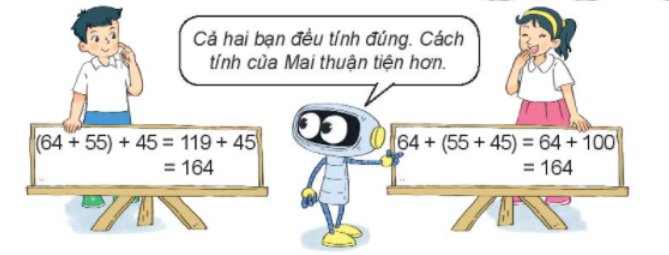 Cả hai bạn đều tính đúng. Cách
tính của Mai thuận tiện hơn.
(64 + 55) + 45 = 119 + 45
= 164
64 + (55 + 45) = 64 + 100
= 164